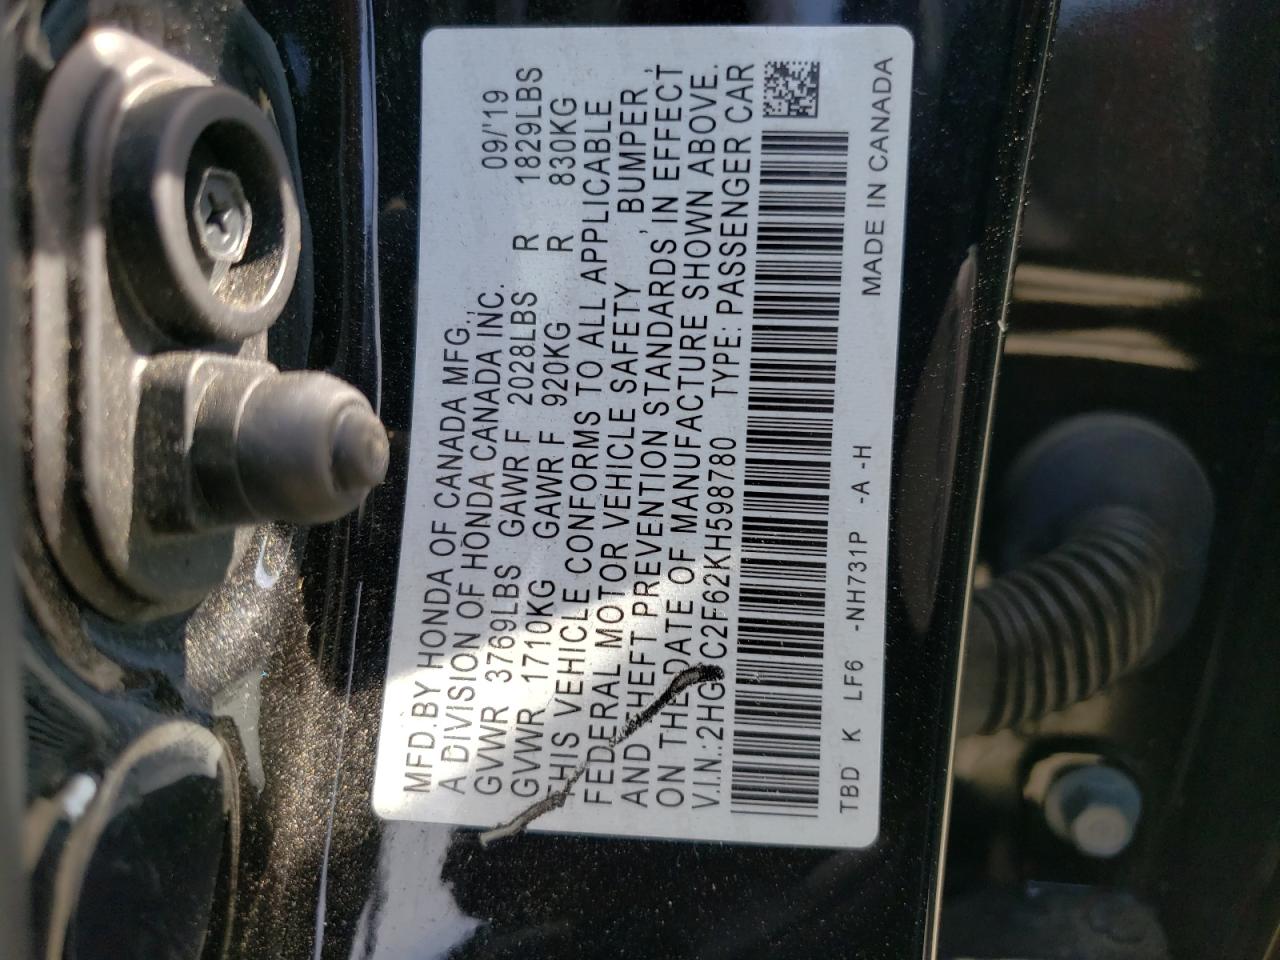 MFD.BY HONDA OF CANADA MFG.,
A DIVISION OF HONDA CANADA INC. 09/'19
GVWR 3769LBS GAWR F 2028LBS R 1829LBS
GVWR 1710KG GAWR F 920KG R 830KG
THIS VEHICLE CONFORMS TO ALL APPLICABLE
FEDERAL MOTOR VEHICLE SAFETY , BUMPER ,
AND THEFT PREVENTION STANDARDS IN EFFECT
ON THE DATE OF MANUFACTURE SHOWN ABOVE.
V.I.N.: 2HGFC2F62KH598780 TYPE: PASSENGER CAR
TBD K LF6 -NH731P -A -H MADE IN CANADA